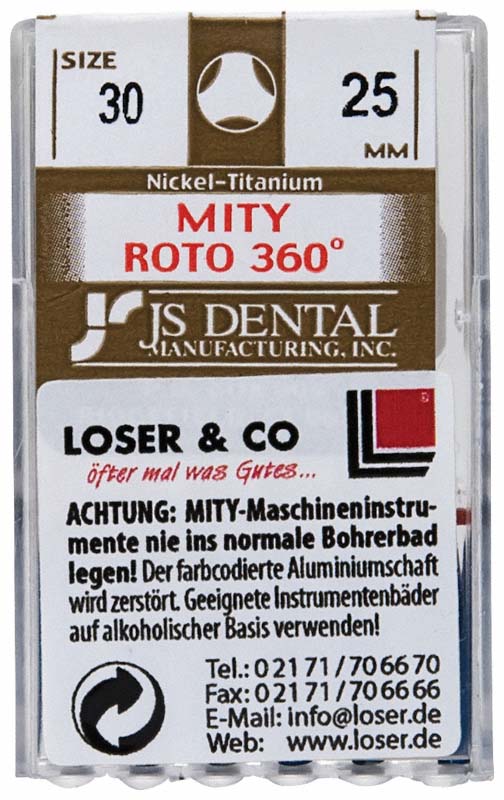 SIZE
30
25
MM
Nickel-Titanium
MITY
ROTO 360°
JS DENTAL
MANUFACTURING, INC.
LOSER & CO
öfter mal was Gutes...
ACHTUNG: MITY-Maschineninstru-
mente nie ins normale Bohrerbad
legen! Der farbcodierte Aluminiumschaft
wird zerstört. Geeignete Instrumentenbäder
auf alkoholischer Basis verwenden!
Tel.: 0 21 71 / 70 66 70
Fax: 0 21 71 / 70 66 66
E-Mail: info@loser.de
Web: www.loser.de